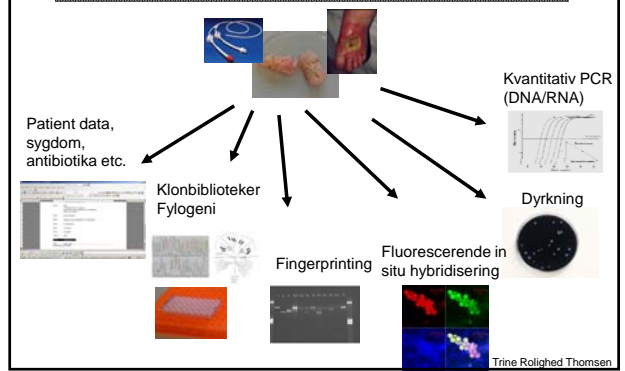 Kvantitativ PCR
(DNA/RNA)
Patient data,
sygdom,
antibiotika etc.
Klonbiblioteker
Fylogeni
Dyrkning
Fingerprinting
Fluorescerende in
situ hybridisering
Trine Rolighed Thomsen